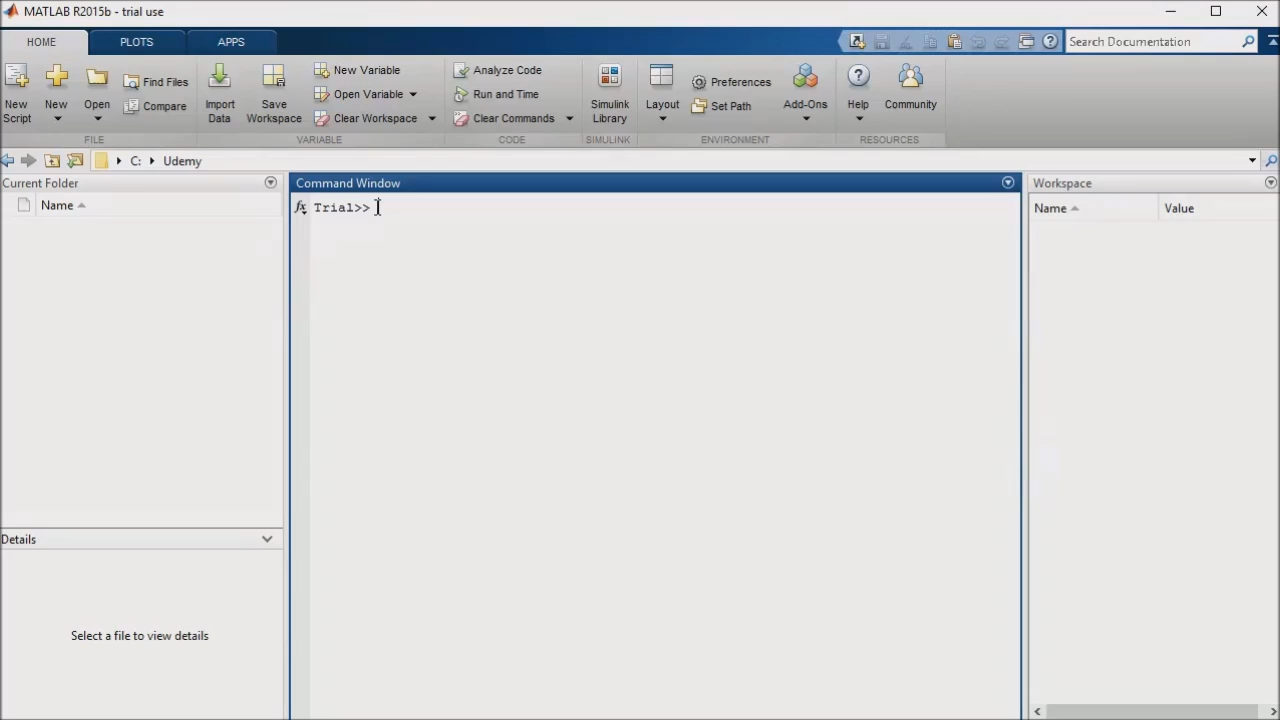 MATLAB R2015b - trial use
HOME PLOTS APPS Search Documentation
New Script
New
Open
Find Files
Compare
Import Data
Save Workspace
New Variable
Open Variable
Clear Workspace
Analyze Code
Run and Time
Clear Commands
Simulink Library
Layout
Preferences
Set Path
Add-Ons
Help
Community
FILE VARIABLE CODE SIMULINK ENVIRONMENT RESOURCES
C: Udemy
Current Folder
Name
Details
Select a file to view details
Command Window
fx Trial>>
Workspace
Name Value